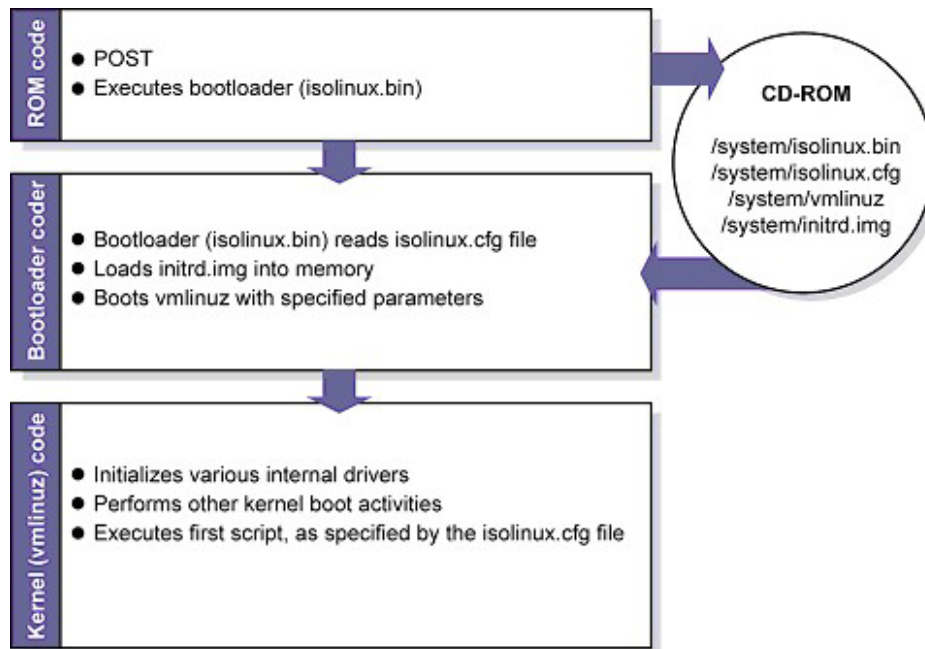 ROM code
● POST
● Executes bootloader (isolinux.bin)
CD-ROM
/system/isolinux.bin
/system/isolinux.cfg
/system/vmlinuz
/system/initrd.img
Bootloader coder
● Bootloader (isolinux.bin) reads isolinux.cfg file
● Loads initrd.img into memory
● Boots vmlinuz with specified parameters
Kernel (vmlinuz) code
● Initializes various internal drivers
● Performs other kernel boot activities
● Executes first script, as specified by the isolinux.cfg file